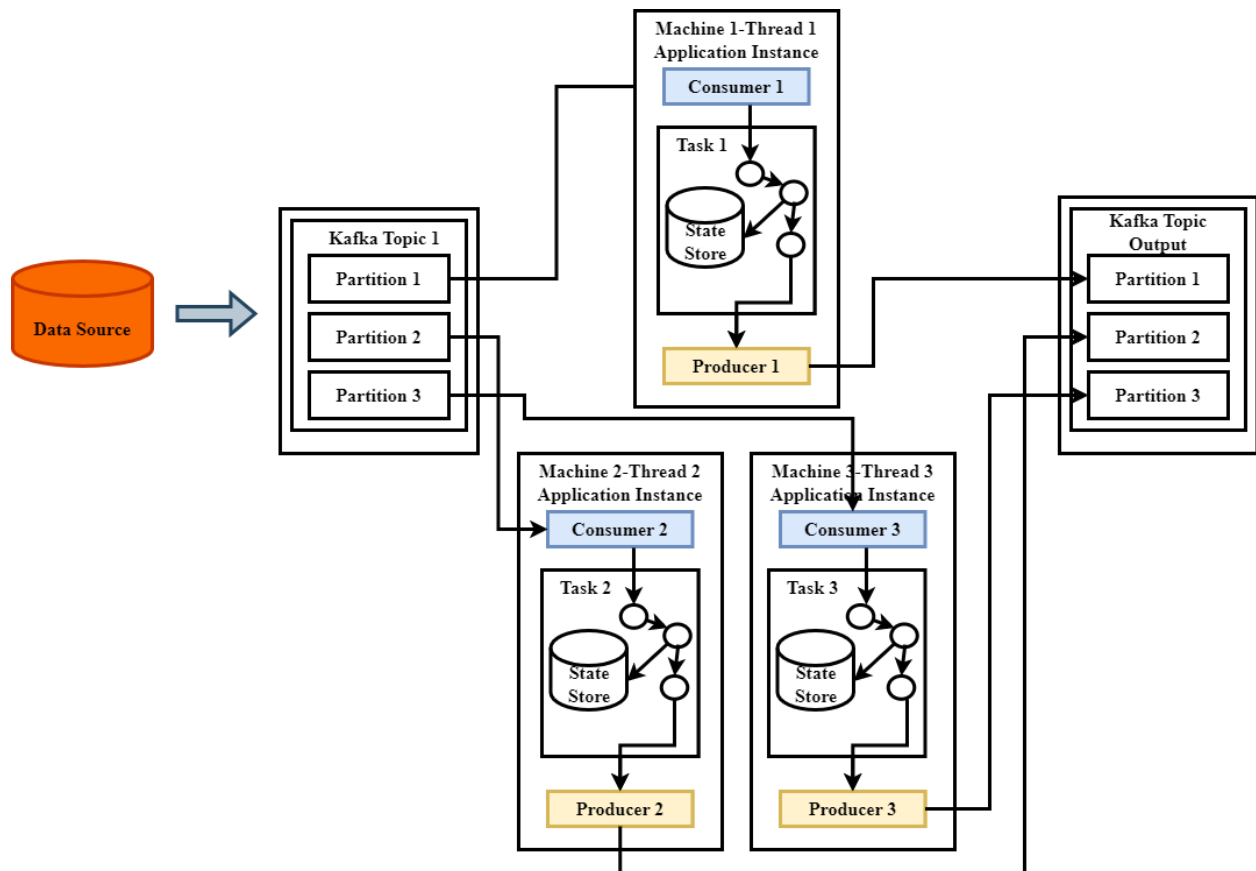 Machine 1-Thread 1
Application Instance
Consumer 1
Task 1
State
Store
Producer 1
Data Source
Kafka Topic 1
Partition 1
Partition 2
Partition 3
Kafka Topic
Output
Partition 1
Partition 2
Partition 3
Machine 2-Thread 2
Application Instance
Consumer 2
Task 2
State
Store
Producer 2
Machine 3-Thread 3
Application Instance
Consumer 3
Task 3
State
Store
Producer 3